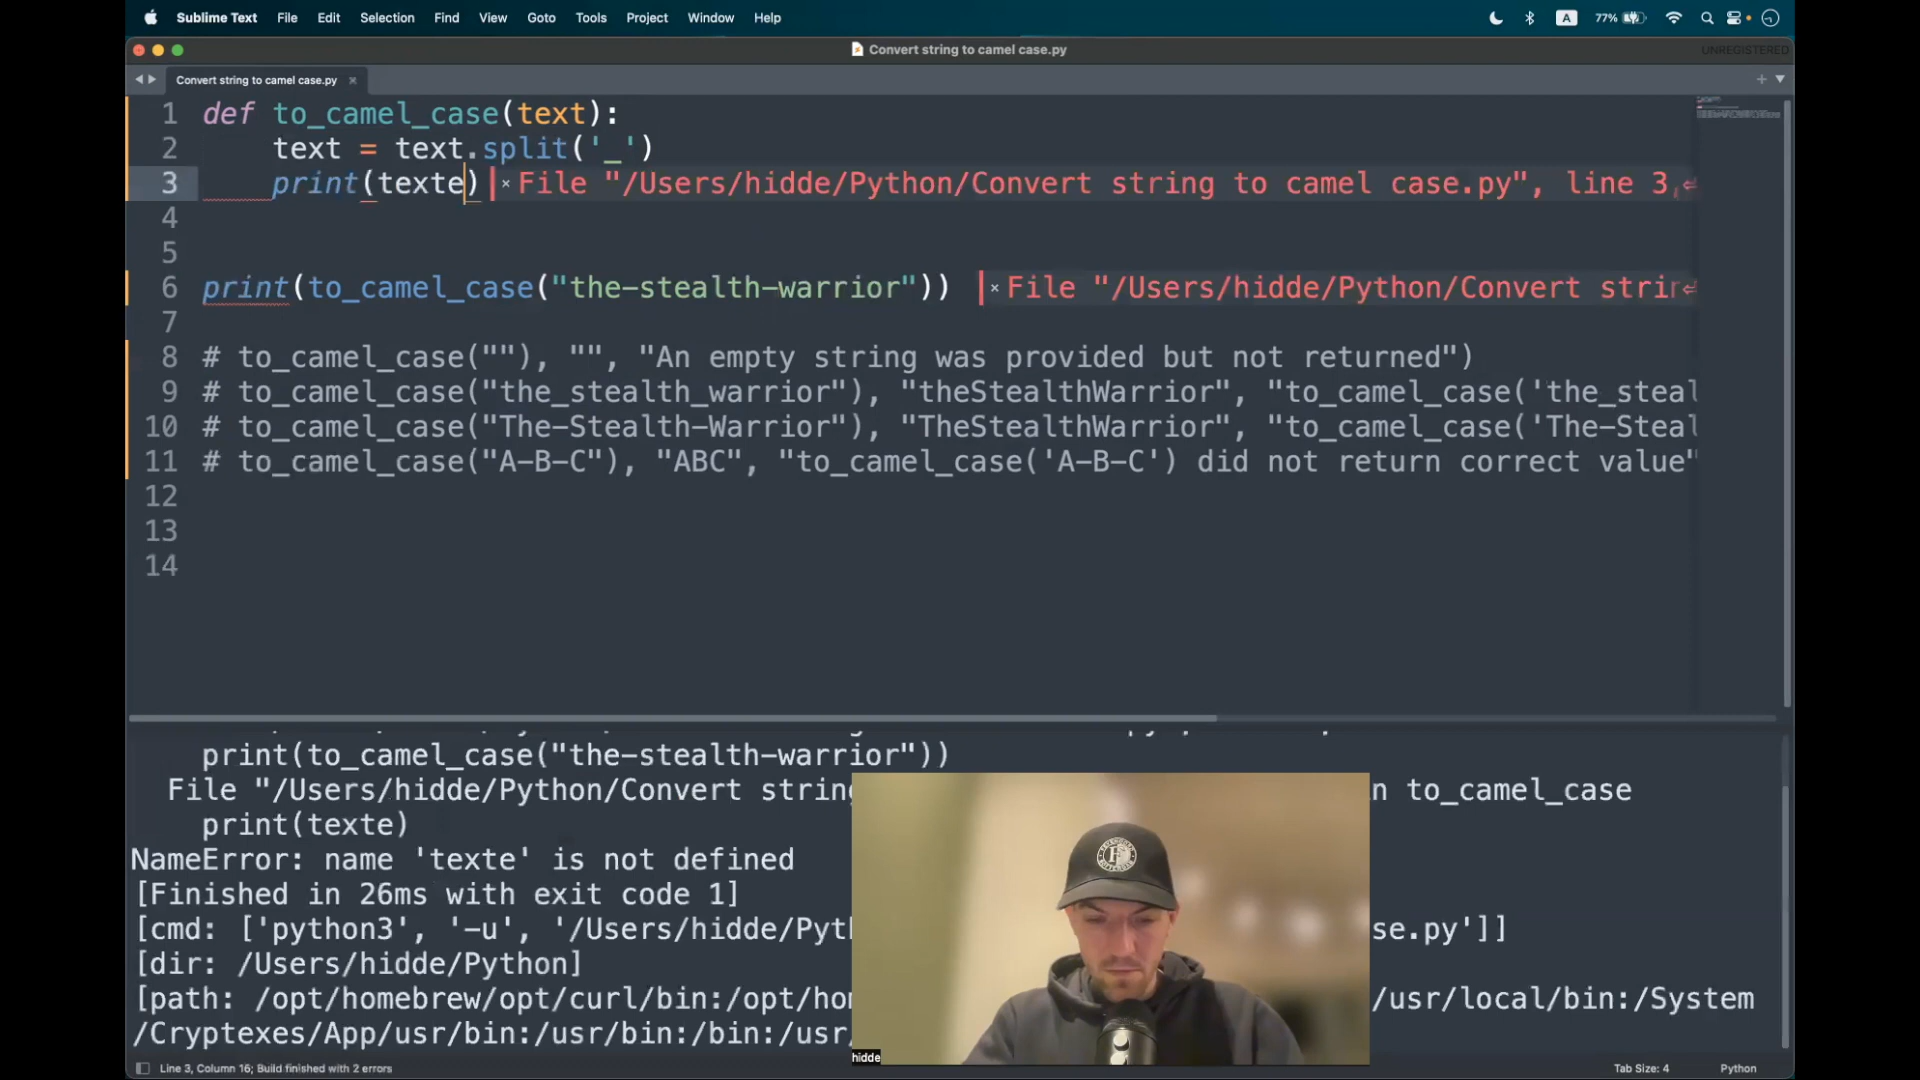 Sublime Text File Edit Selection Find View Goto Tools Project Window Help A 77%
Convert string to camel case.py UNREGISTERED
Convert string to camel case.py
1 def to_camel_case(text):
2 text = text.split('_')
3 print(texte) × File "/Users/hidde/Python/Convert string to camel case.py", line 3,
4
5
6 print(to_camel_case("the-stealth-warrior")) × File "/Users/hidde/Python/Convert strin
7
8 # to_camel_case(""), "", "An empty string was provided but not returned")
9 # to_camel_case("the_stealth_warrior"), "theStealthWarrior", "to_camel_case('the_steal
10 # to_camel_case("The-Stealth-Warrior"), "TheStealthWarrior", "to_camel_case('The-Steal
11 # to_camel_case("A-B-C"), "ABC", "to_camel_case('A-B-C') did not return correct value"
12
13
14
print(to_camel_case("the-stealth-warrior"))
File "/Users/hidde/Python/Convert string n to_camel_case
print(texte)
NameError: name 'texte' is not defined
[Finished in 26ms with exit code 1]
[cmd: ['python3', '-u', '/Users/hidde/Pyth se.py']]
[dir: /Users/hidde/Python]
[path: /opt/homebrew/opt/curl/bin:/opt/hom /usr/local/bin:/System
/Cryptexes/App/usr/bin:/usr/bin:/bin:/usr/
hidde
Line 3, Column 16; Build finished with 2 errors Tab Size: 4 Python